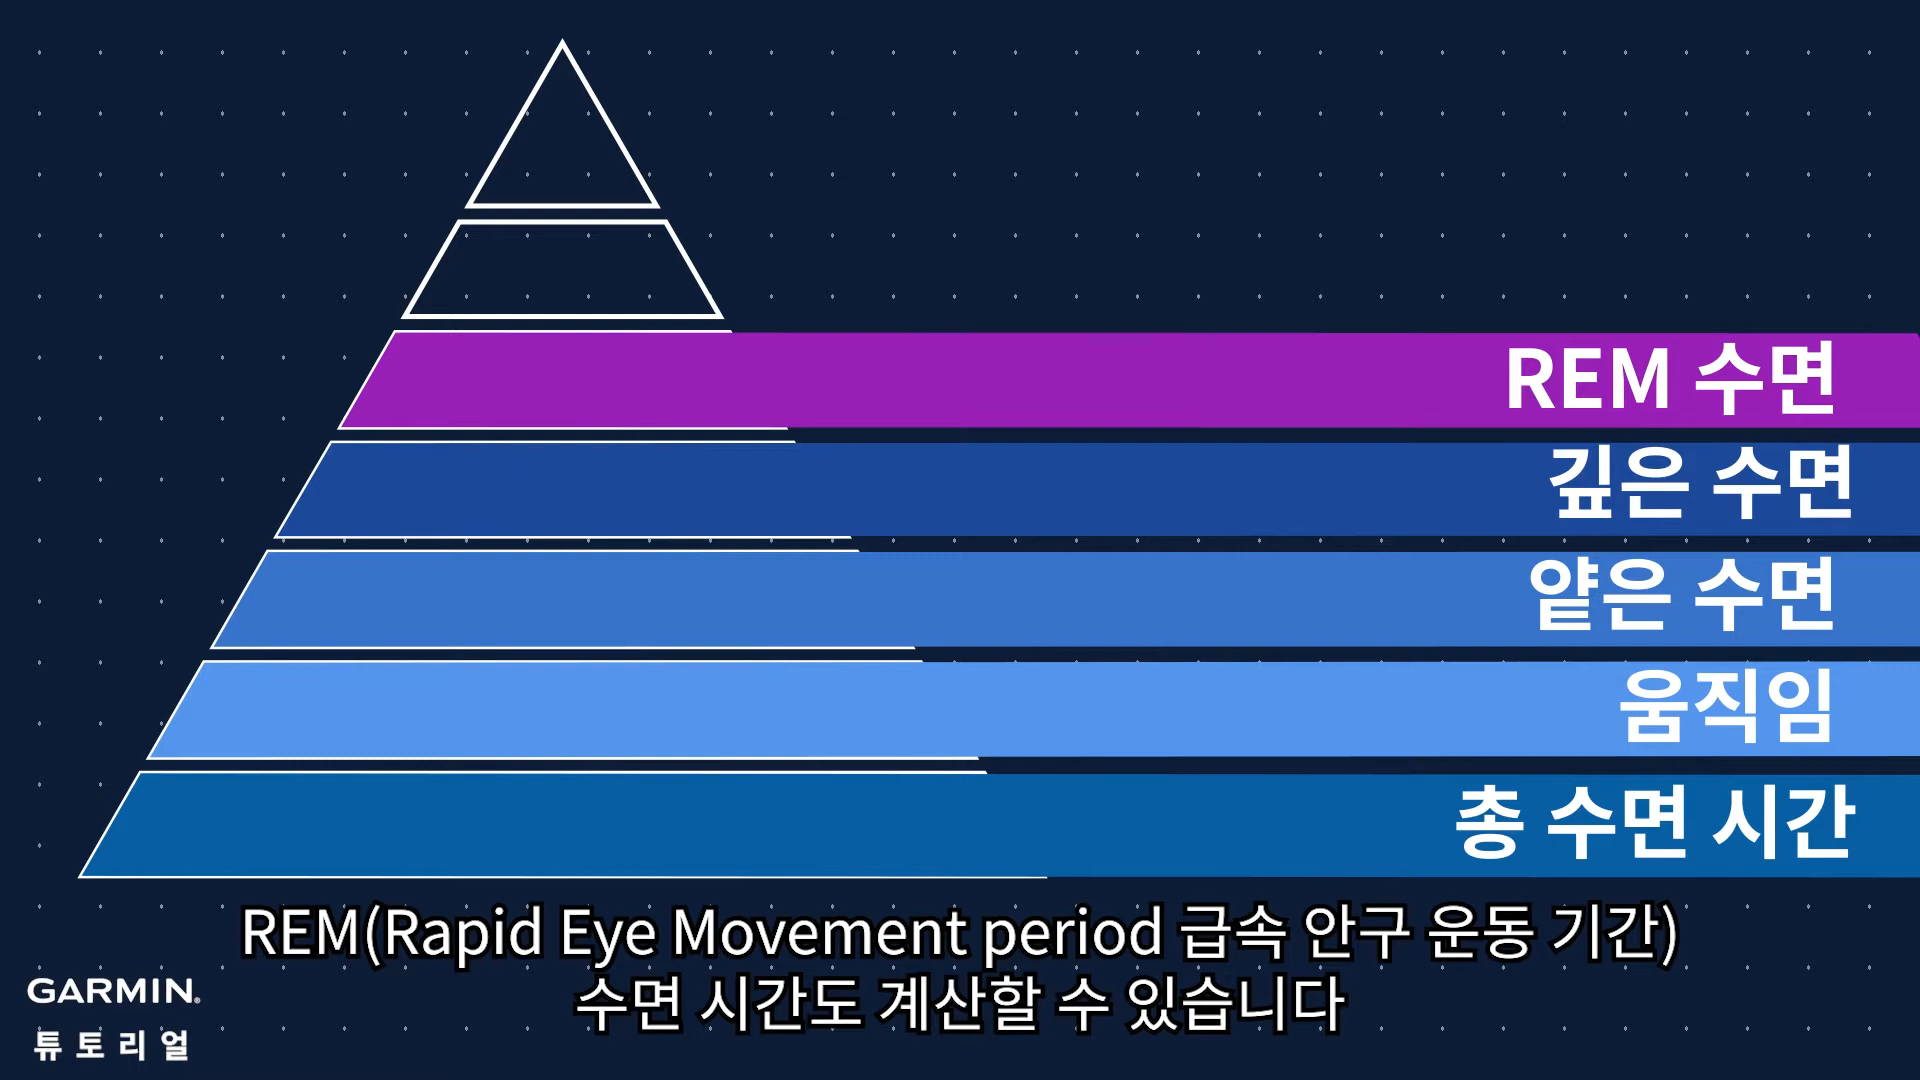 REM 수면
깊은 수면
얕은 수면
움직임
총 수면 시간
REM(Rapid Eye Movement period 급속 안구 운동 기간)
수면 시간도 계산할 수 있습니다
GARMIN®
튜토리얼